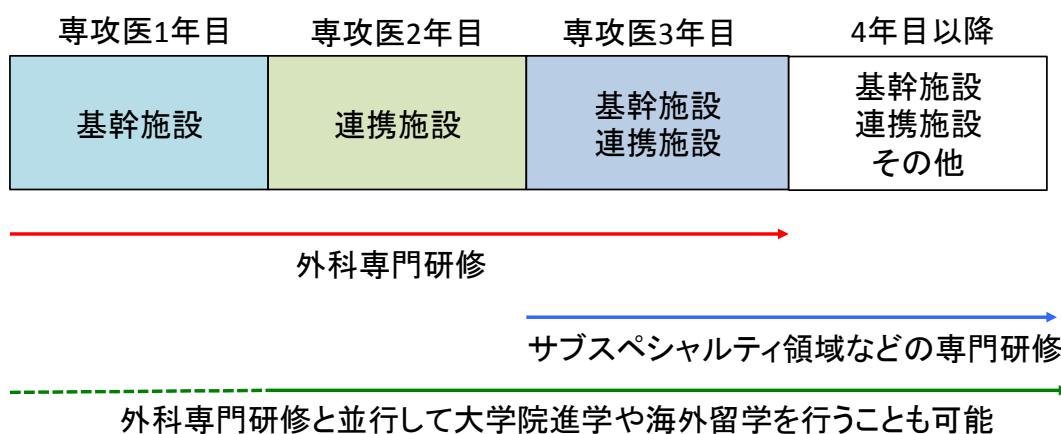 専攻医1年目
専攻医2年目
専攻医3年目
4年目以降
基幹施設
連携施設
基幹施設
連携施設
基幹施設
連携施設
その他
外科専門研修
サブスペシャルティ領域などの専門研修
外科専門研修と並行して大学院進学や海外留学を行うことも可能